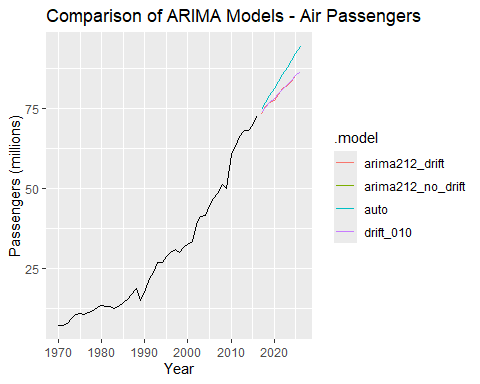 Comparison of ARIMA Models - Air Passengers
Passengers (millions)
75
50
25
1970 1980 1990 2000 2010 2020
Year
.model
arima212_drift
arima212_no_drift
auto
drift_010